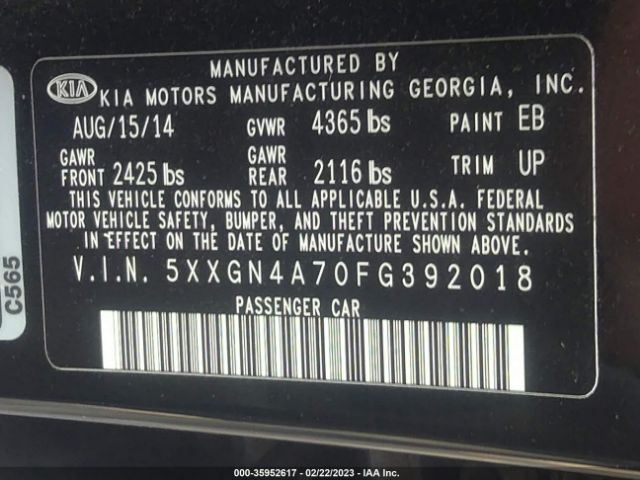 MANUFACTURED BY
KIA KIA MOTORS MANUFACTURING GEORGIA, INC.
AUG/15/14 GVWR 4365 lbs PAINT EB
GAWR FRONT 2425 lbs GAWR REAR 2116 lbs TRIM UP
THIS VEHICLE CONFORMS TO ALL APPLICABLE U.S.A. FEDERAL
MOTOR VEHICLE SAFETY, BUMPER, AND THEFT PREVENTION STANDARDS
IN EFFECT ON THE DATE OF MANUFACTURE SHOWN ABOVE.
V.I.N. 5XXGN4A70FG392018
PASSENGER CAR
C565
000-35952617 - 02/22/2023 - IAA Inc.